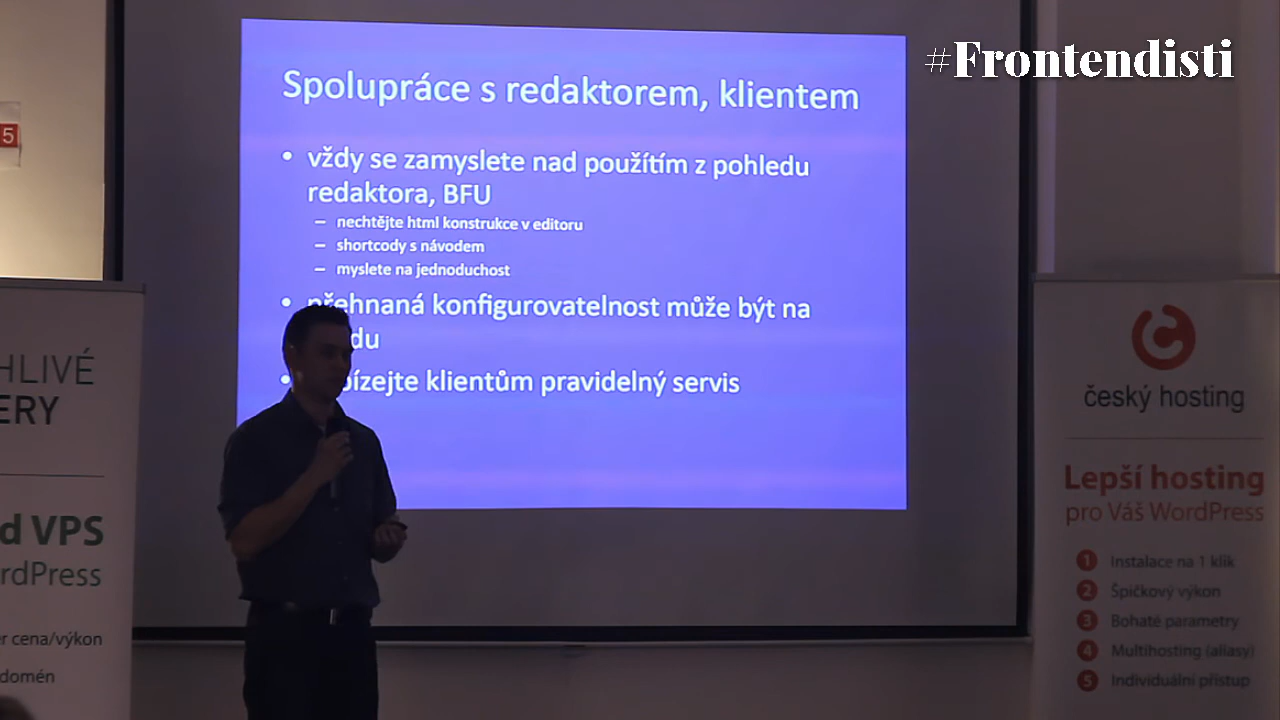 #Frontendisti
5
Spolupráce s redaktorem, klientem
• vždy se zamyslete nad použítím z pohledu
redaktora, BFU
– nechtějte html konstrukce v editoru
– shortcody s návodem
– myslete na jednoduchost
• přehnaná konfigurovatelnost může být na
du
• ízejte klientům pravidelný servis
HLIVÉ
ERY
d VPS
rdPress
r cena/výkon
domén
český hosting
Lepší hosting
pro Váš WordPress
1 Instalace na 1 klik
2 Špičkový výkon
3 Bohaté parametry
4 Multihosting (aliasy)
5 Individuální přístup